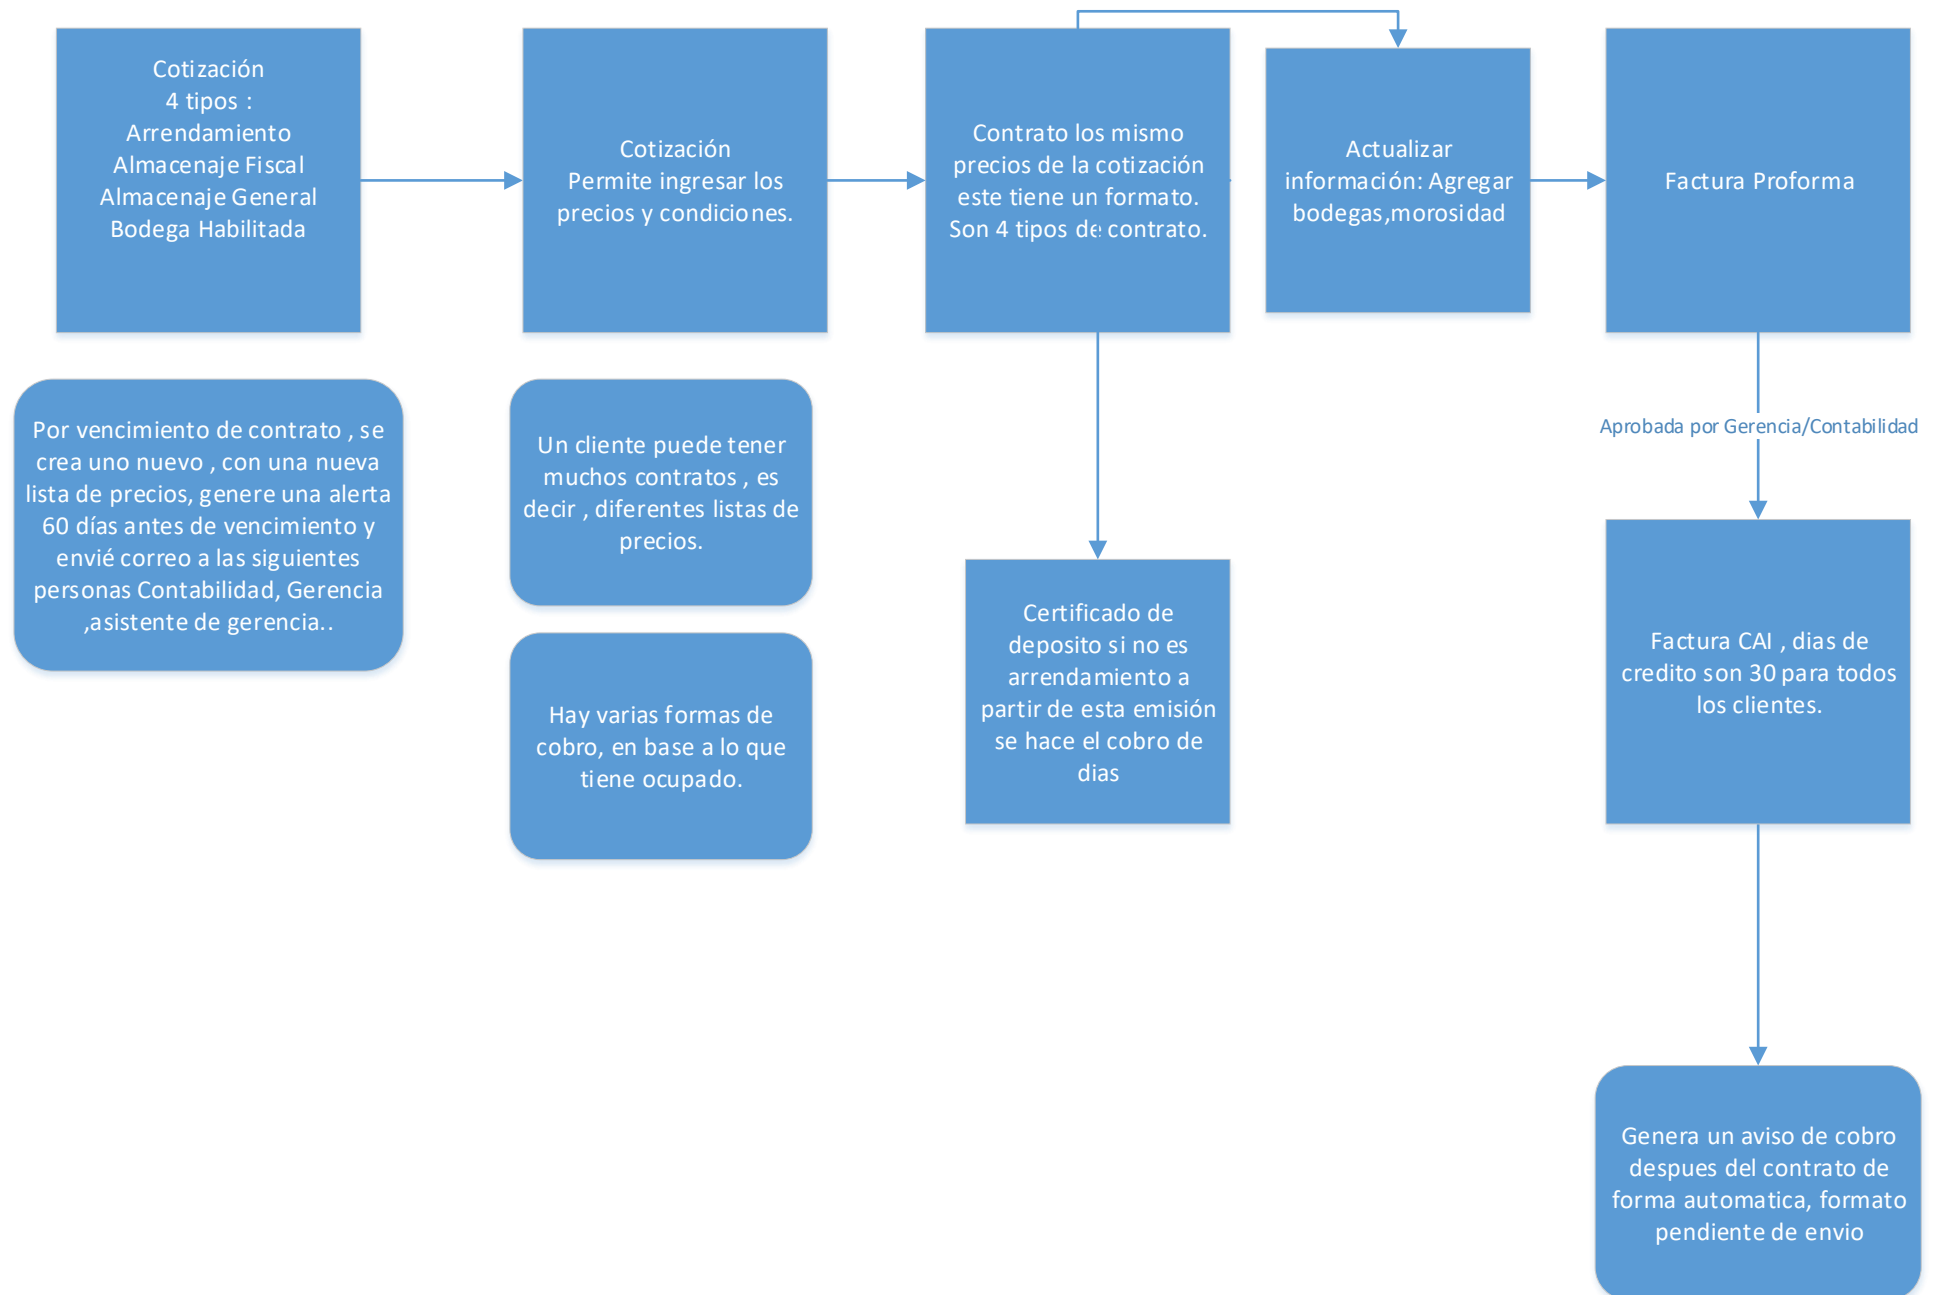 Cotización
4 tipos :
Arrendamiento
Almacenaje Fiscal
Almacenaje General
Bodega Habilitada
Cotización
Permite ingresar los
precios y condiciones.
Contrato los mismo
precios de la cotización
este tiene un formato.
Son 4 tipos de contrato.
Actualizar
información: Agregar
bodegas,morosidad
Factura Proforma
Por vencimiento de contrato , se
crea uno nuevo , con una nueva
lista de precios, genere una alerta
60 días antes de vencimiento y
envié correo a las siguientes
personas Contabilidad, Gerencia
,asistente de gerencia..
Un cliente puede tener
muchos contratos , es
decir , diferentes listas de
precios.
Hay varias formas de
cobro, en base a lo que
tiene ocupado.
Certificado de
deposito si no es
arrendamiento a
partir de esta emisión
se hace el cobro de
dias
Aprobada por Gerencia/Contabilidad
Factura CAI , dias de
credito son 30 para todos
los clientes.
Genera un aviso de cobro
despues del contrato de
forma automatica, formato
pendiente de envio